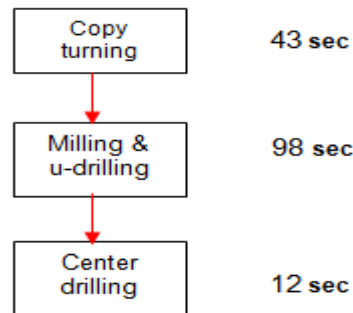 Copy
turning
43 sec
Milling &
u-drilling
98 sec
Center
drilling
12 sec